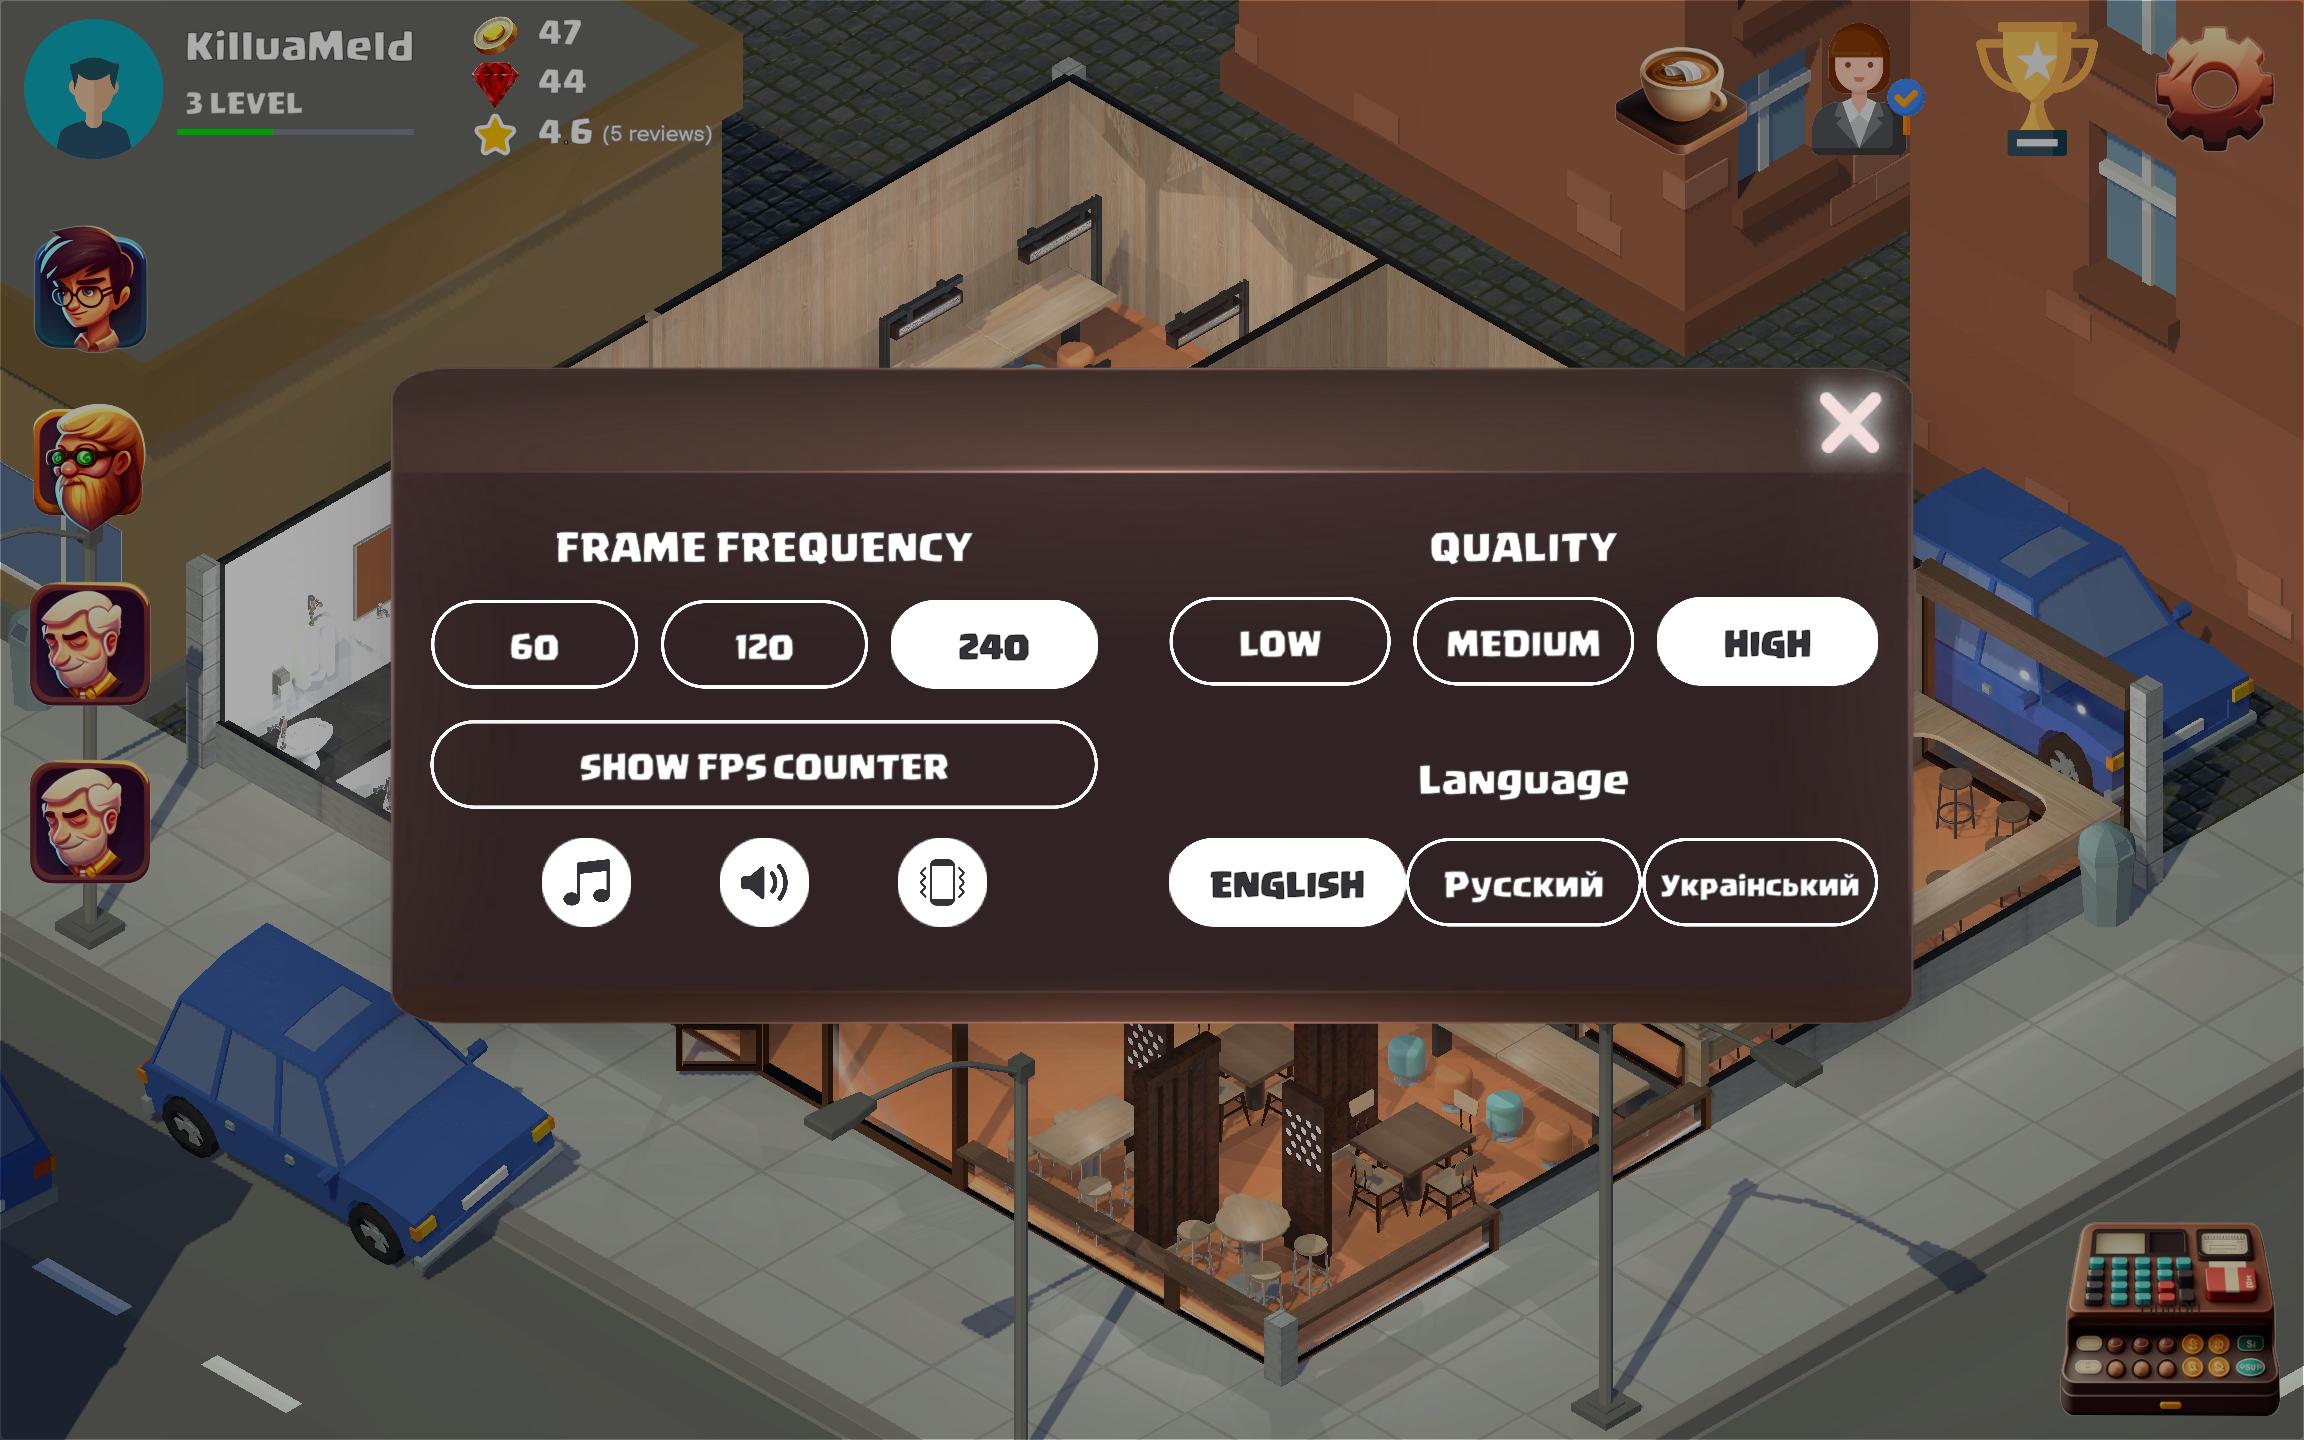 KilluaMeld
3 LEVEL
47
44
4.6 (5 reviews)
FRAME FREQUENCY
60
120
240
SHOW FPS COUNTER
QUALITY
LOW
MEDIUM
HIGH
Language
ENGLISH
Русский
Український